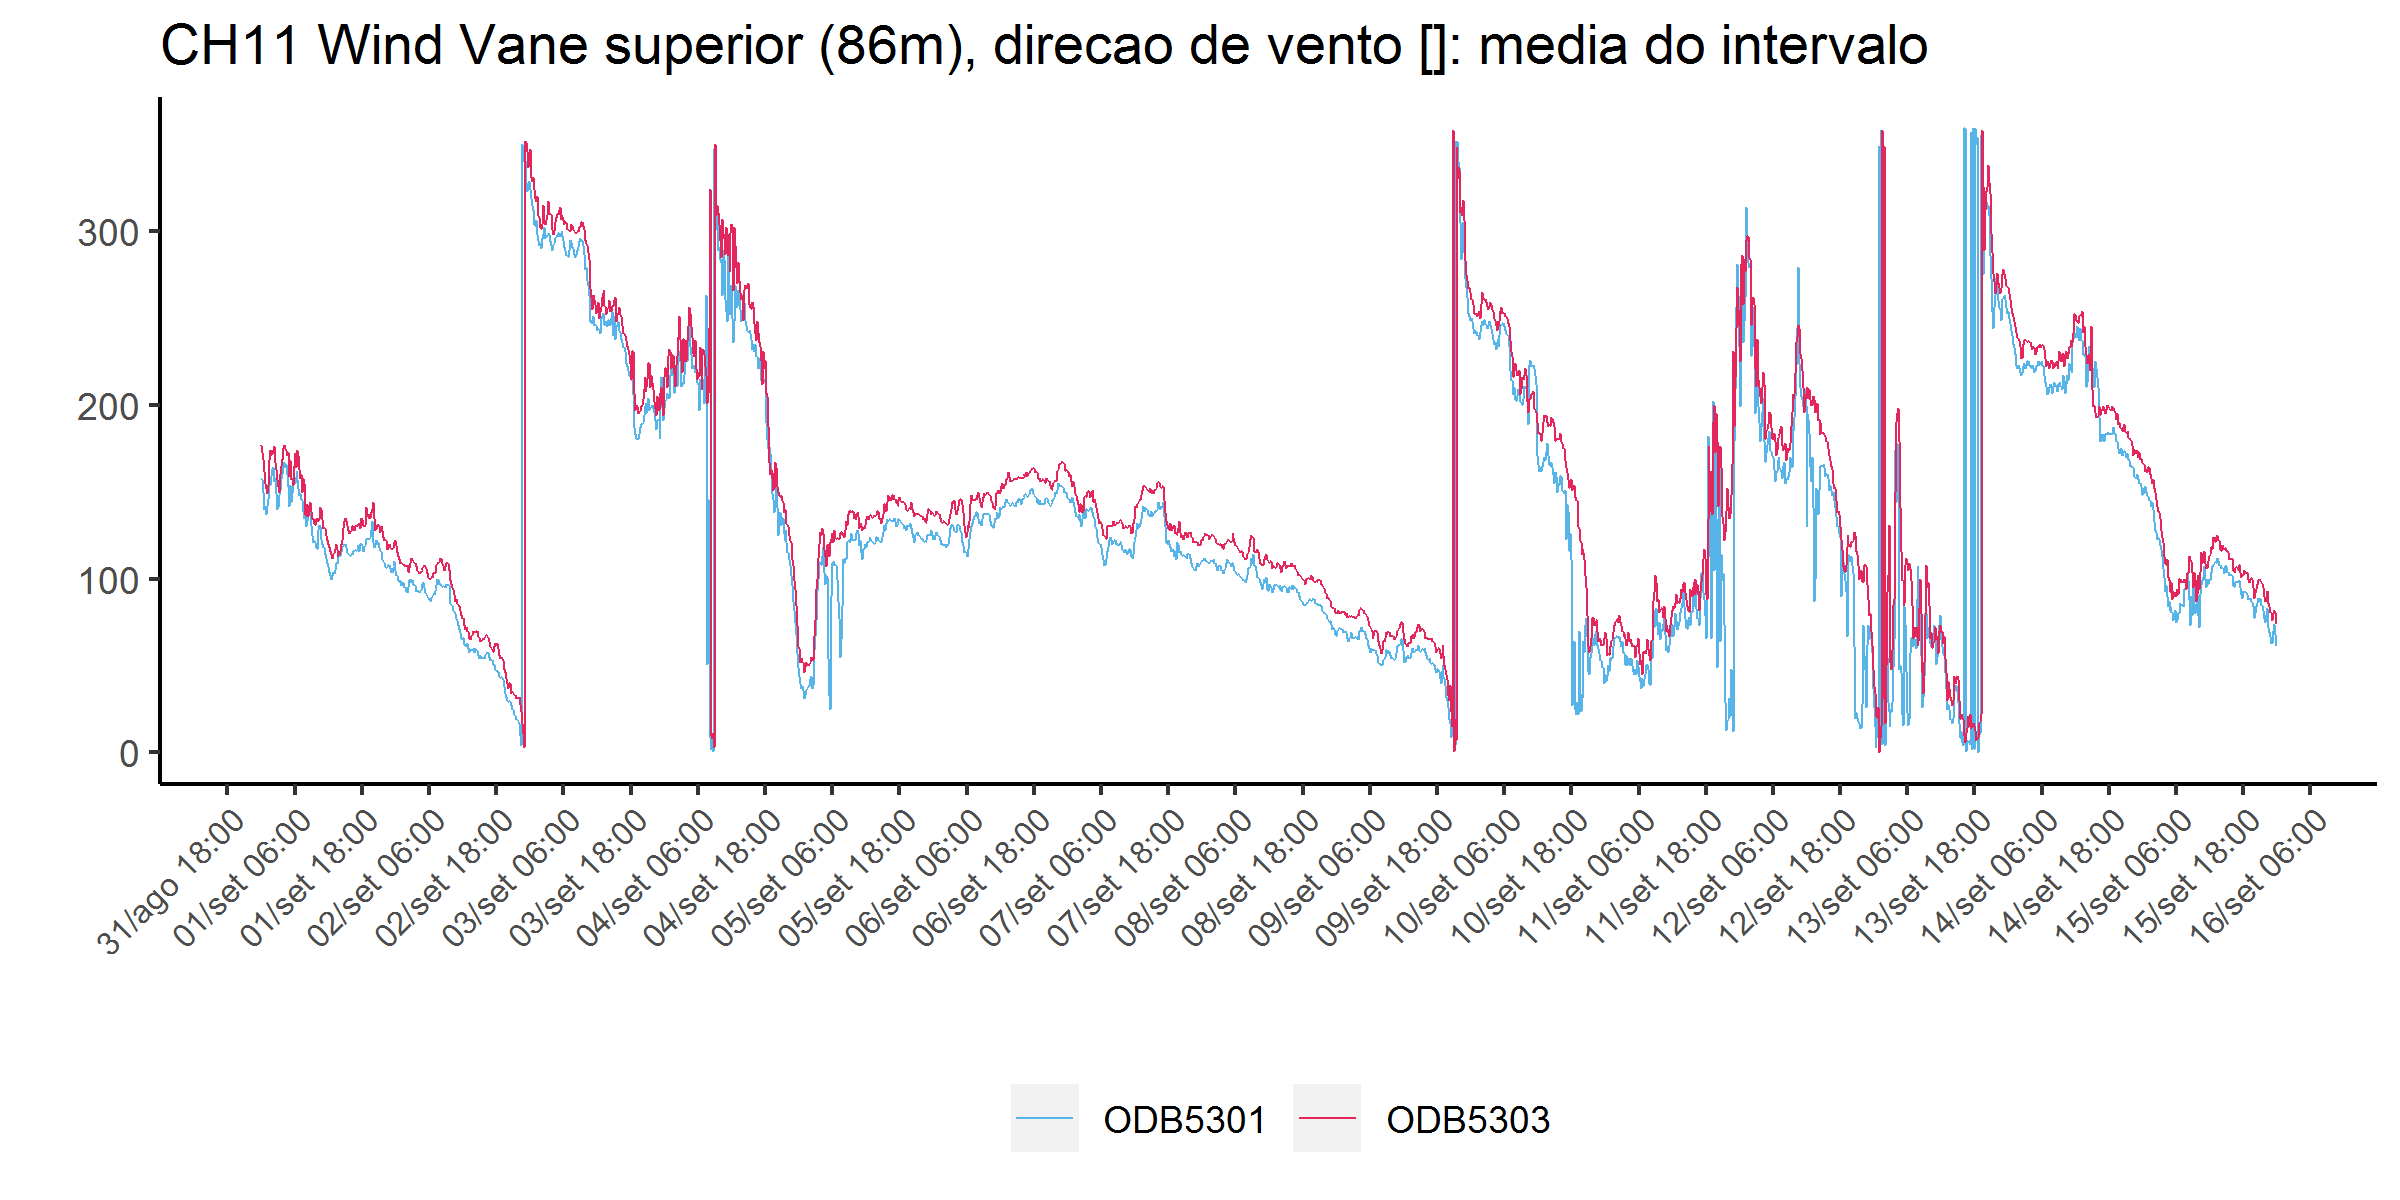 CH11 Wind Vane superior (86m), direcao de vento []: media do intervalo
300
200
100
0
31/ago 18:00
01/set 06:00
01/set 18:00
02/set 06:00
02/set 18:00
03/set 06:00
03/set 18:00
04/set 06:00
04/set 18:00
05/set 06:00
05/set 18:00
06/set 06:00
06/set 18:00
07/set 06:00
07/set 18:00
08/set 06:00
08/set 18:00
09/set 06:00
09/set 18:00
10/set 06:00
10/set 18:00
11/set 06:00
11/set 18:00
12/set 06:00
12/set 18:00
13/set 06:00
13/set 18:00
14/set 06:00
14/set 18:00
15/set 06:00
15/set 18:00
16/set 06:00
ODB5301 ODB5303